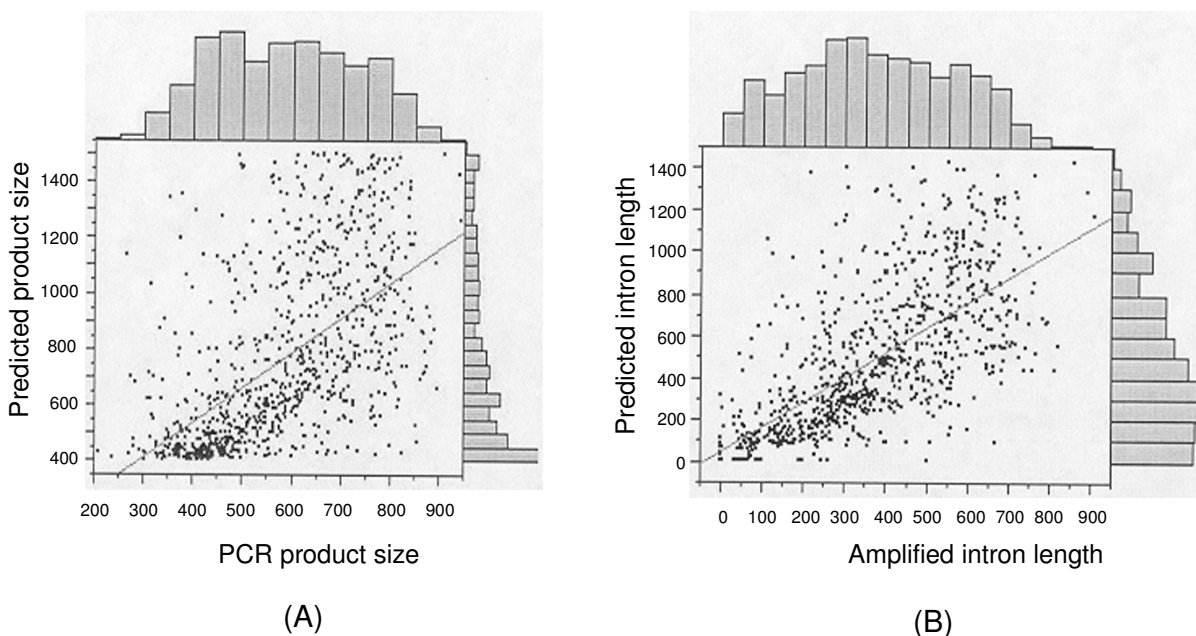 Predicted product size
1400
1200
1000
800
600
400
200 300 400 500 600 700 800 900
PCR product size
(A)
Predicted intron length
1400
1200
1000
800
600
400
200
0
0 100 200 300 400 500 600 700 800 900
Amplified intron length
(B)